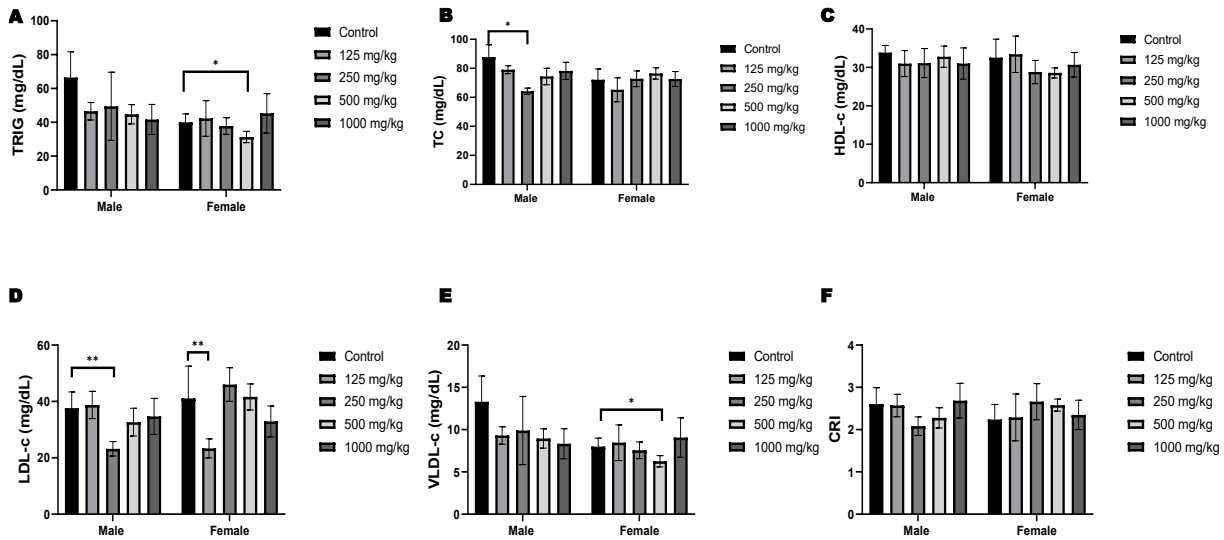 A
TRIG (mg/dL)
100
80
60
40
20
0
*
Male
Female
Control
125 mg/kg
250 mg/kg
500 mg/kg
1000 mg/kg
B
TC (mg/dL)
100
80
60
40
20
0
*
Male
Female
Control
125 mg/kg
250 mg/kg
500 mg/kg
1000 mg/kg
C
HDL-c (mg/dL)
40
30
20
10
0
Male
Female
Control
125 mg/kg
250 mg/kg
500 mg/kg
1000 mg/kg
D
LDL-c (mg/dL)
60
40
20
0
**
**
Male
Female
Control
125 mg/kg
250 mg/kg
500 mg/kg
1000 mg/kg
E
VLDL-c (mg/dL)
20
15
10
5
0
*
Male
Female
Control
125 mg/kg
250 mg/kg
500 mg/kg
1000 mg/kg
F
CRI
4
3
2
1
0
Male
Female
Control
125 mg/kg
250 mg/kg
500 mg/kg
1000 mg/kg